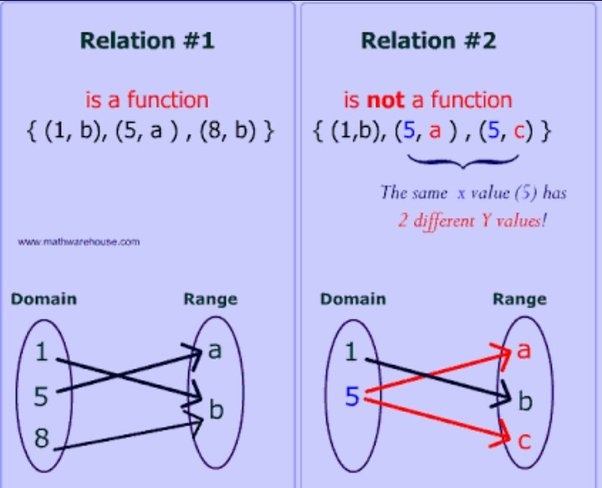 Relation #1
is a function
{ (1, b), (5, a ) , (8, b) }
www.mathwarehouse.com
Domain
Range
1
5
8
a
b
Relation #2
is not a function
{ (1,b), (5, a ) , (5, c) }
The same x value (5) has
2 different Y values!
Domain
Range
1
5
a
b
c